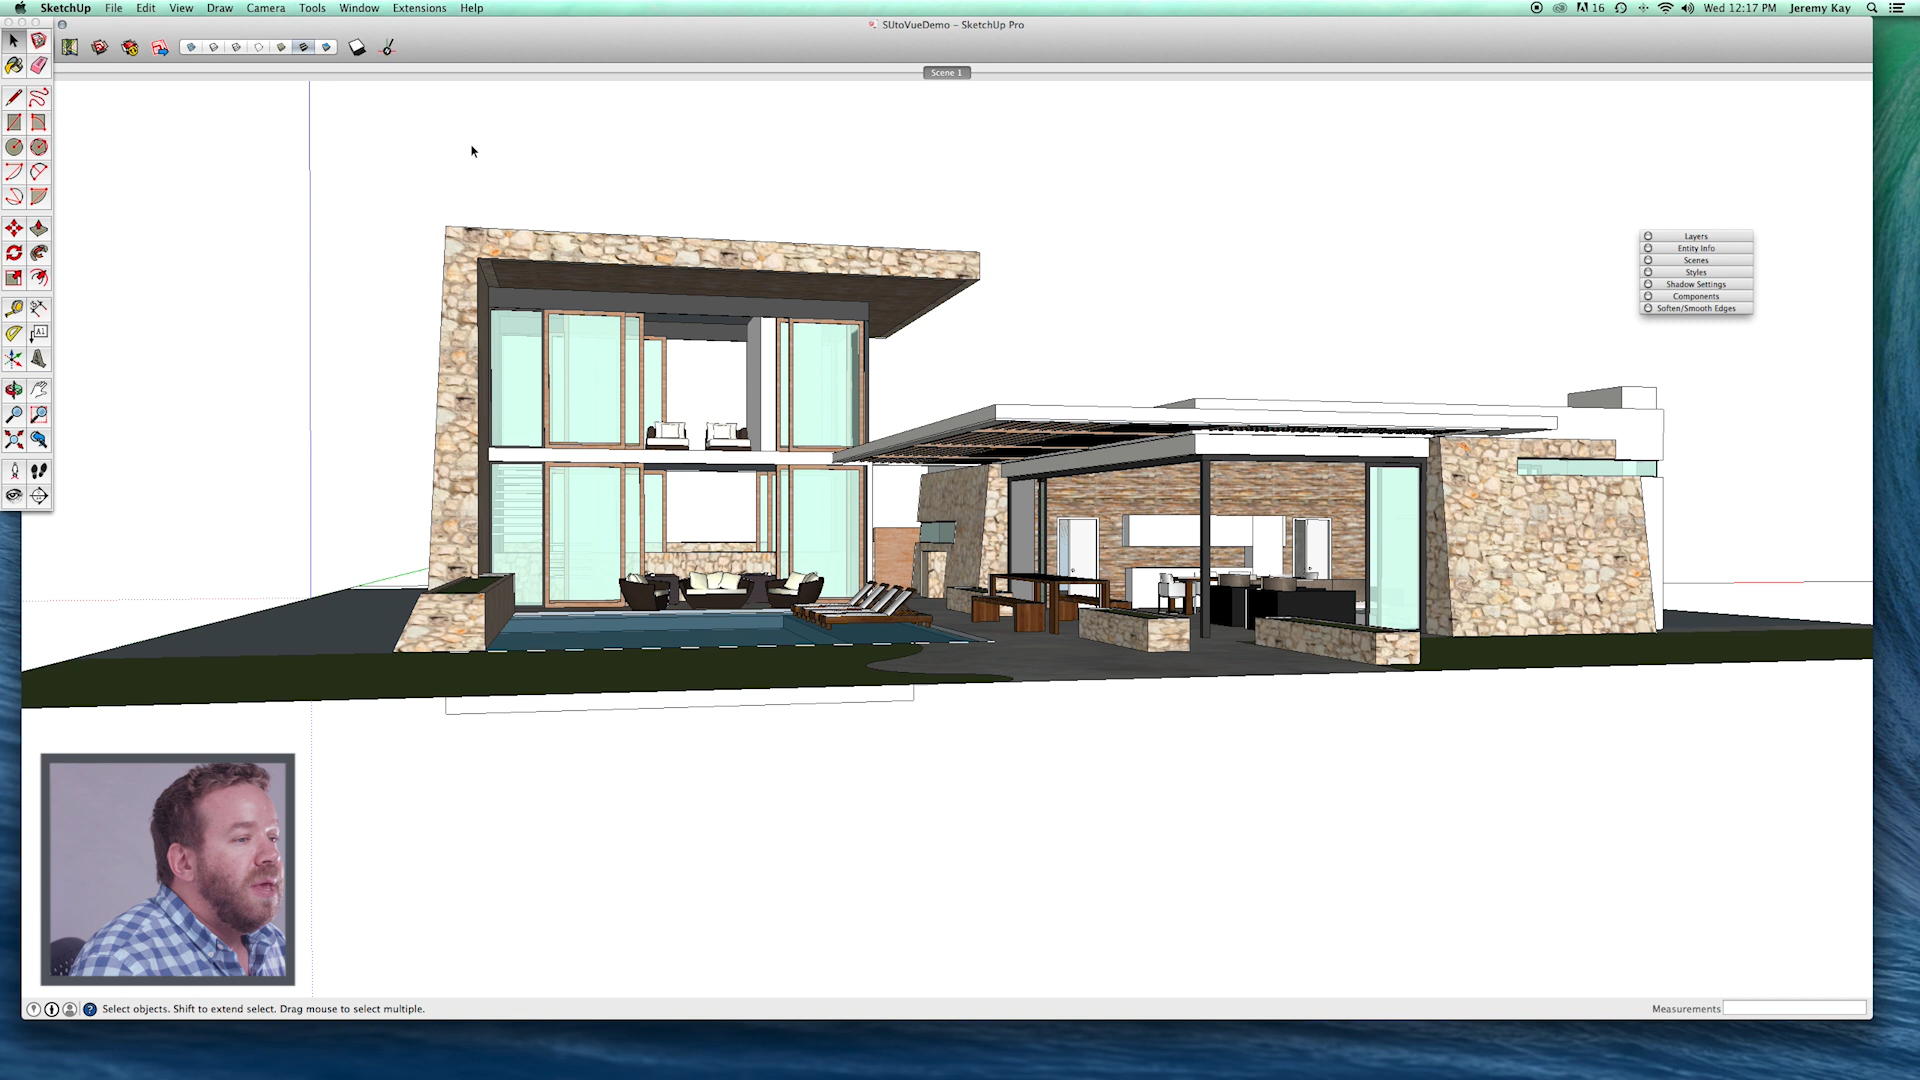 SketchUp File Edit View Draw Camera Tools Window Extensions Help
16 Wed 12:17 PM Jeremy Kay
SUtoVueDemo - SketchUp Pro
Scene 1
Layers
Entity Info
Scenes
Styles
Shadow Settings
Components
Soften/Smooth Edges
A1
Select objects. Shift to extend select. Drag mouse to select multiple.
Measurements